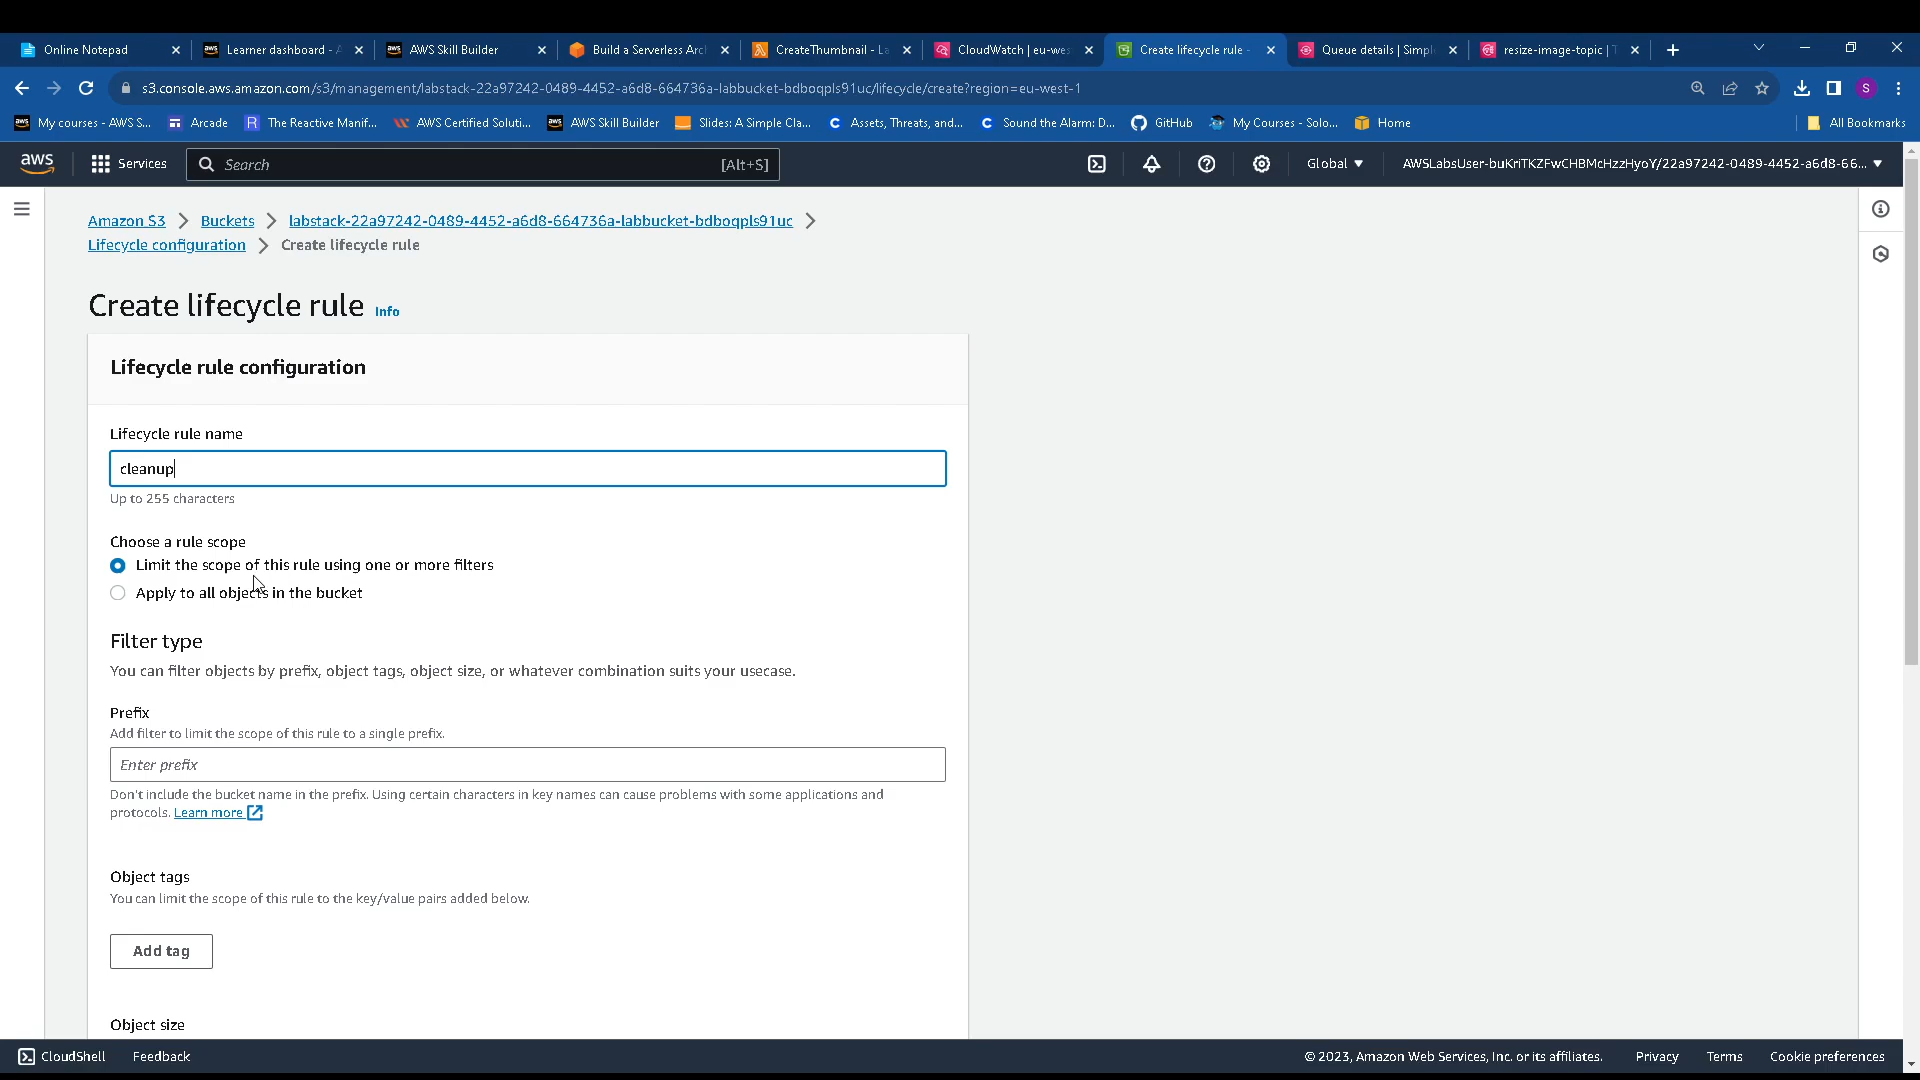 Online Notepad
Learner dashboard - A
AWS Skill Builder
Build a Serverless Arc
CreateThumbnail - La
CloudWatch | eu-wes
Create lifecycle rule -
Queue details | Simpl
resize-image-topic | T
s3.console.aws.amazon.com/s3/management/labstack-22a97242-0489-4452-a6d8-664736a-labbucket-bdboqpls91uc/lifecycle/create?region=eu-west-1
S
My courses - AWS S...
Arcade
The Reactive Manif...
AWS Certified Soluti...
AWS Skill Builder
Slides: A Simple Cla...
Assets, Threats, and...
Sound the Alarm: D...
GitHub
My Courses - Solo...
Home
All Bookmarks
aws
Services
Search
[Alt+S]
Global
AWSLabsUser-buKriTKZFwCHBMcHzzHyoY/22a97242-0489-4452-a6d8-66...
Amazon S3
Buckets
labstack-22a97242-0489-4452-a6d8-664736a-labbucket-bdboqpls91uc
Lifecycle configuration
Create lifecycle rule
Create lifecycle rule Info
Lifecycle rule configuration
Lifecycle rule name
cleanup
Up to 255 characters
Choose a rule scope
Limit the scope of this rule using one or more filters
Apply to all objects in the bucket
Filter type
You can filter objects by prefix, object tags, object size, or whatever combination suits your usecase.
Prefix
Add filter to limit the scope of this rule to a single prefix.
Enter prefix
Don't include the bucket name in the prefix. Using certain characters in key names can cause problems with some applications and
protocols. Learn more
Object tags
You can limit the scope of this rule to the key/value pairs added below.
Add tag
Object size
CloudShell
Feedback
© 2023, Amazon Web Services, Inc. or its affiliates.
Privacy
Terms
Cookie preferences